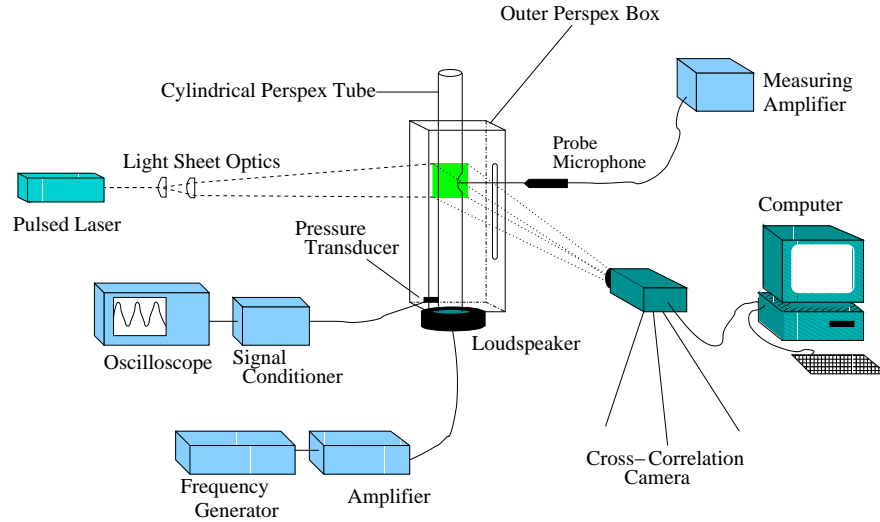 Outer Perspex Box
Cylindrical Perspex Tube
Measuring
Amplifier
Probe
Microphone
Light Sheet Optics
Pulsed Laser
Computer
Pressure
Transducer
Oscilloscope
Signal
Conditioner
Loudspeaker
Cross−Correlation
Camera
Frequency
Generator
Amplifier